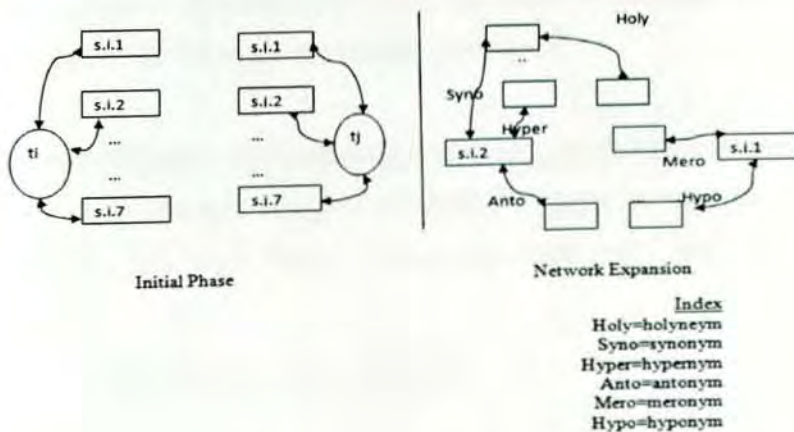 s.i.1
s.i.2
...
...
s.i.7
ti
s.i.1
s.i.2
...
...
s.i.7
tj
Initial Phase
Holy
..
Syno
Hyper
s.i.2
Anto
s.i.1
Mero
Hypo
Network Expansion
Index
Holy=holyneym
Syno=synonym
Hyper=hypernym
Anto=antonym
Mero=meronym
Hypo=hyponym